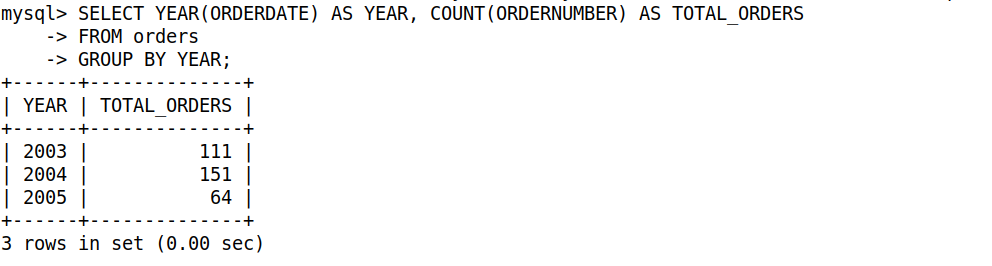 mysql> SELECT YEAR(ORDERDATE) AS YEAR, COUNT(ORDERNUMBER) AS TOTAL_ORDERS
    -> FROM orders
    -> GROUP BY YEAR;
+------+--------------+
| YEAR | TOTAL_ORDERS |
+------+--------------+
| 2003 |          111 |
| 2004 |          151 |
| 2005 |           64 |
+------+--------------+
3 rows in set (0.00 sec)